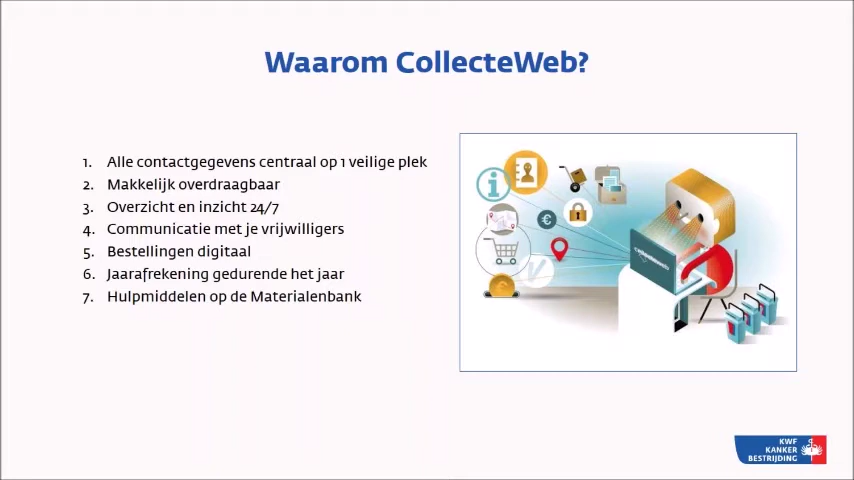 Waarom CollecteWeb?
1. Alle contactgegevens centraal op 1 veilige plek
2. Makkelijk overdraagbaar
3. Overzicht en inzicht 24/7
4. Communicatie met je vrijwilligers
5. Bestellingen digitaal
6. Jaarafrekening gedurende het jaar
7. Hulpmiddelen op de Materialenbank
KWF
KANKER
BESTRIJDING